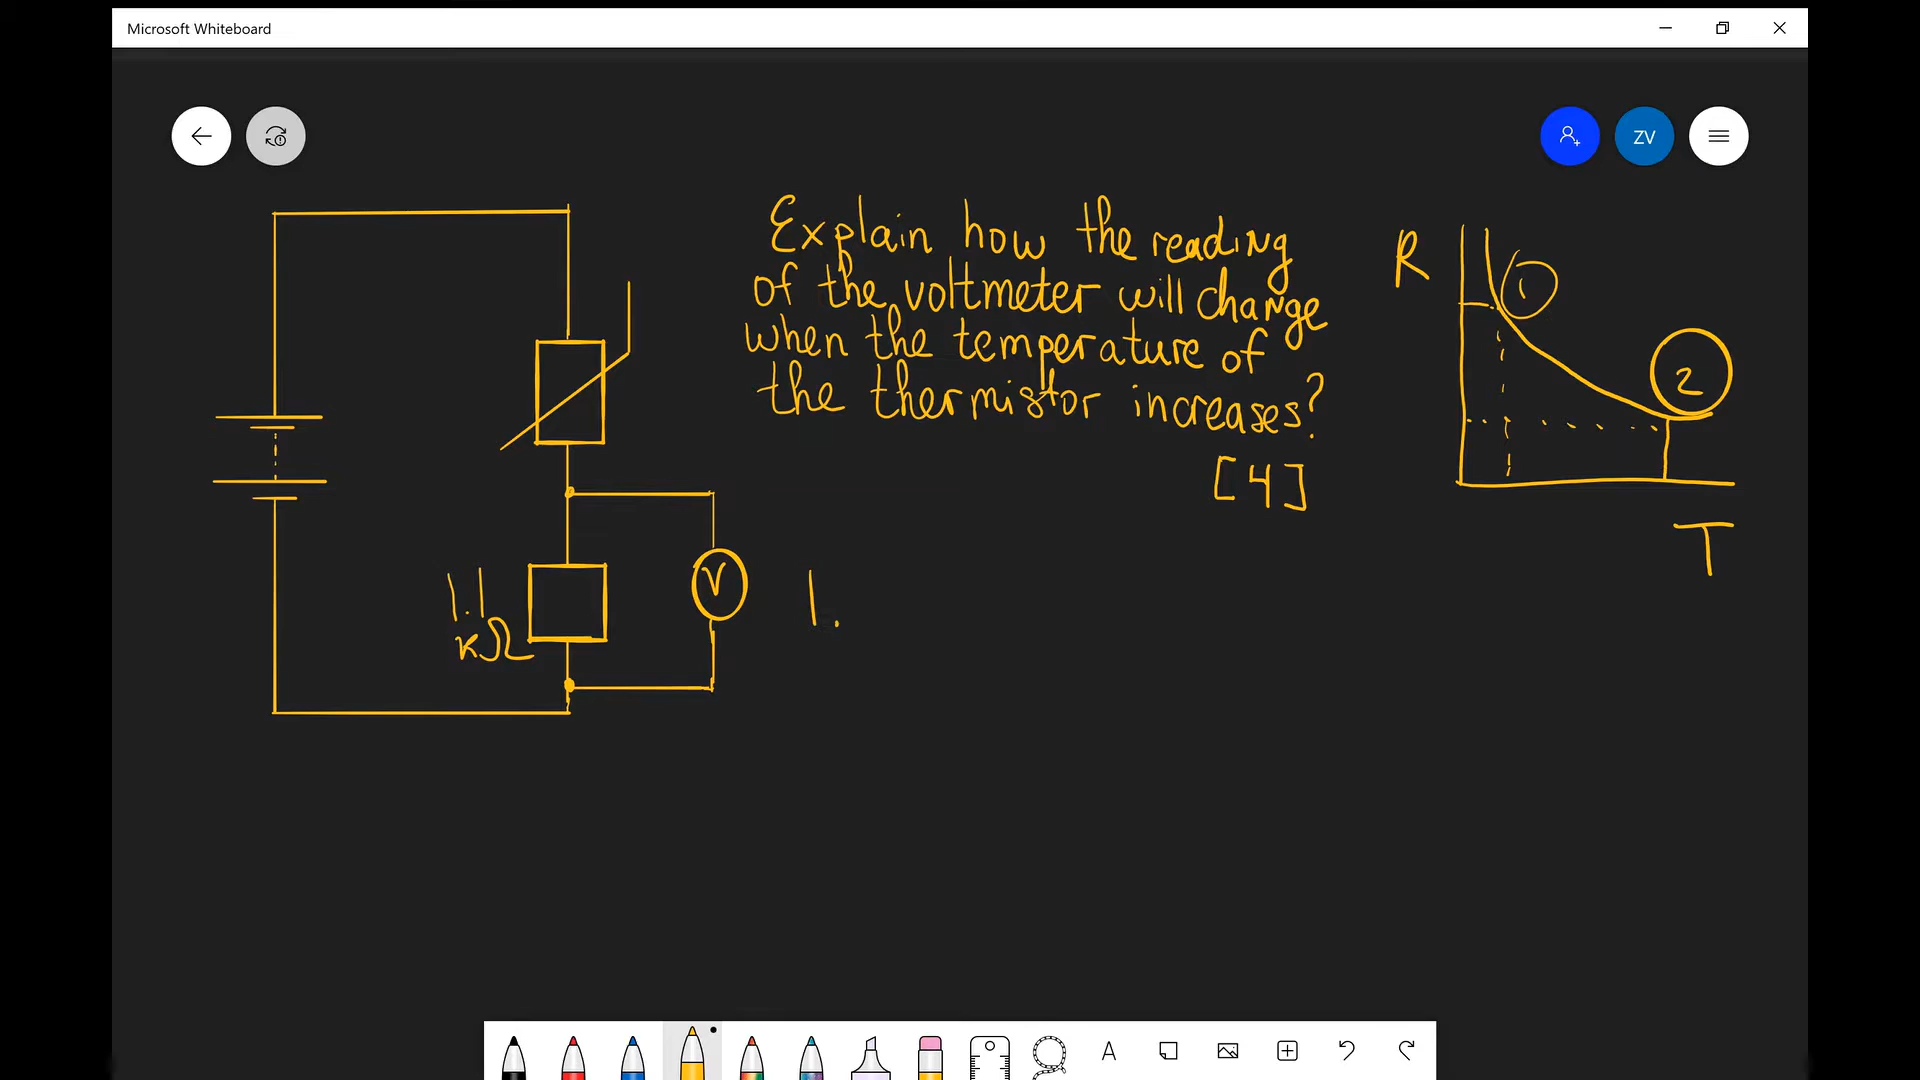 Microsoft Whiteboard
ZV
Explain how the reading
of the voltmeter will change
when the temperature of
the thermistor increases?
[4]
R
1
2
T
1.1
kΩ
V
1.
A